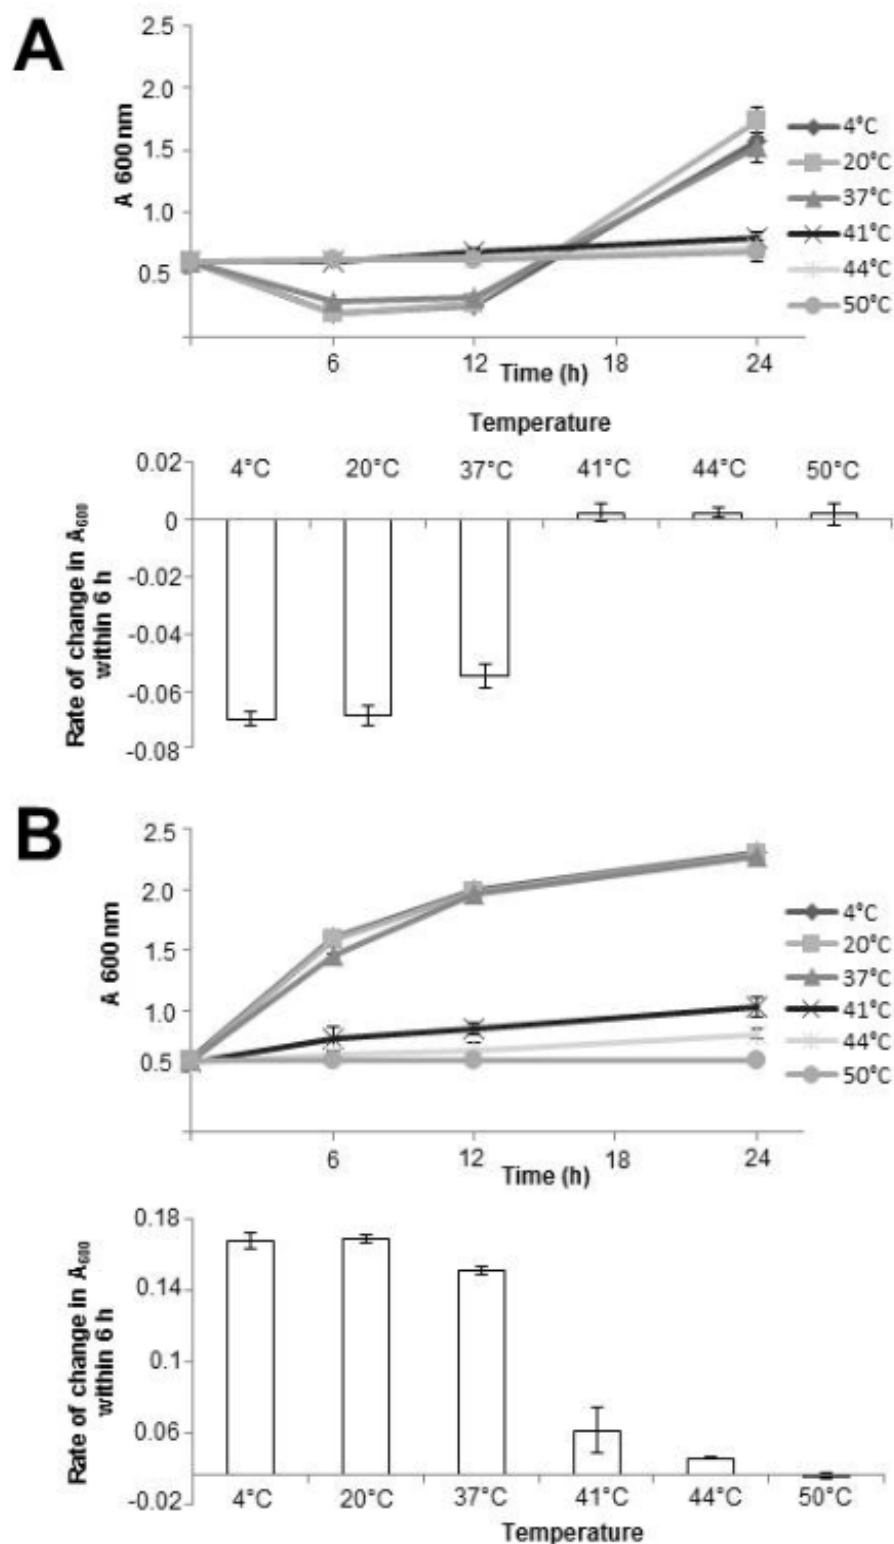 A
2.5
2.0
1.5
1.0
0.5
A 600 nm
6 12 18 24
Time (h)
4°C
20°C
37°C
41°C
44°C
50°C
Temperature
4°C 20°C 37°C 41°C 44°C 50°C
0.02
0
-0.02
-0.04
-0.06
-0.08
Rate of change in A600
within 6 h
B
2.5
2.0
1.5
1.0
0.5
A 600 nm
6 12 18 24
Time (h)
4°C
20°C
37°C
41°C
44°C
50°C
0.18
0.14
0.1
0.06
-0.02
Rate of change in A600
within 6 h
4°C 20°C 37°C 41°C 44°C 50°C
Temperature